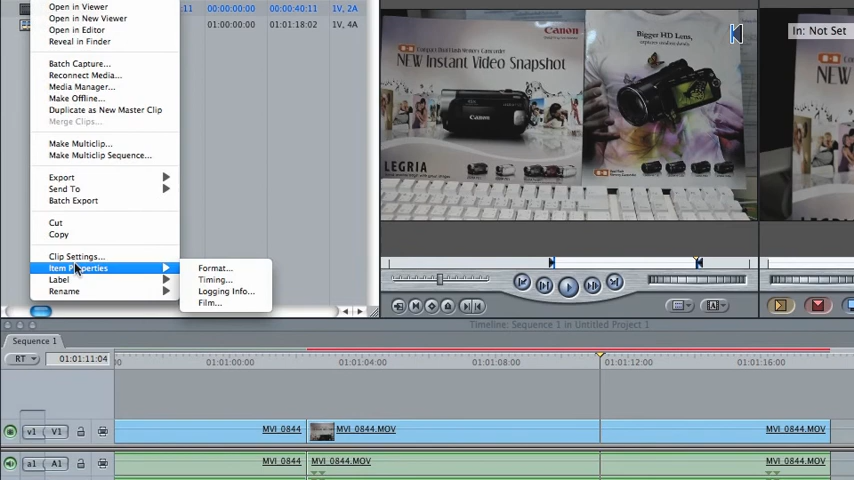 Open in Viewer
Open in New Viewer
Open in Editor
Reveal in Finder
Batch Capture...
Reconnect Media...
Media Manager...
Make Offline...
Duplicate as New Master Clip
Merge Clips...
Make Multiclip...
Make Multiclip Sequence...
Export
Send To
Batch Export
Cut
Copy
Clip Settings...
Item Properties
Label
Rename
Format...
Timing...
Logging Info...
Film...
00:00:00:00 00:00:40:11 1V, 2A
01:00:00:00 01:01:18:02 1V, 4A
Canon
NEW Instant Video Snapshot
Canon
LEGRIA
Bigger HD Lens,
In: Not Set
NEW
LEGRIA
Timeline: Sequence 1 in Untitled Project 1
Sequence 1
RT 01:01:11:04
01:01:00:00 01:01:04:00 01:01:08:00 01:01:12:00 01:01:16:00
v1 V1 MVI_0844 MVI_0844.MOV MVI_0844.MOV
a1 A1 MVI_0844 MVI_0844.MOV MVI_0844.MOV